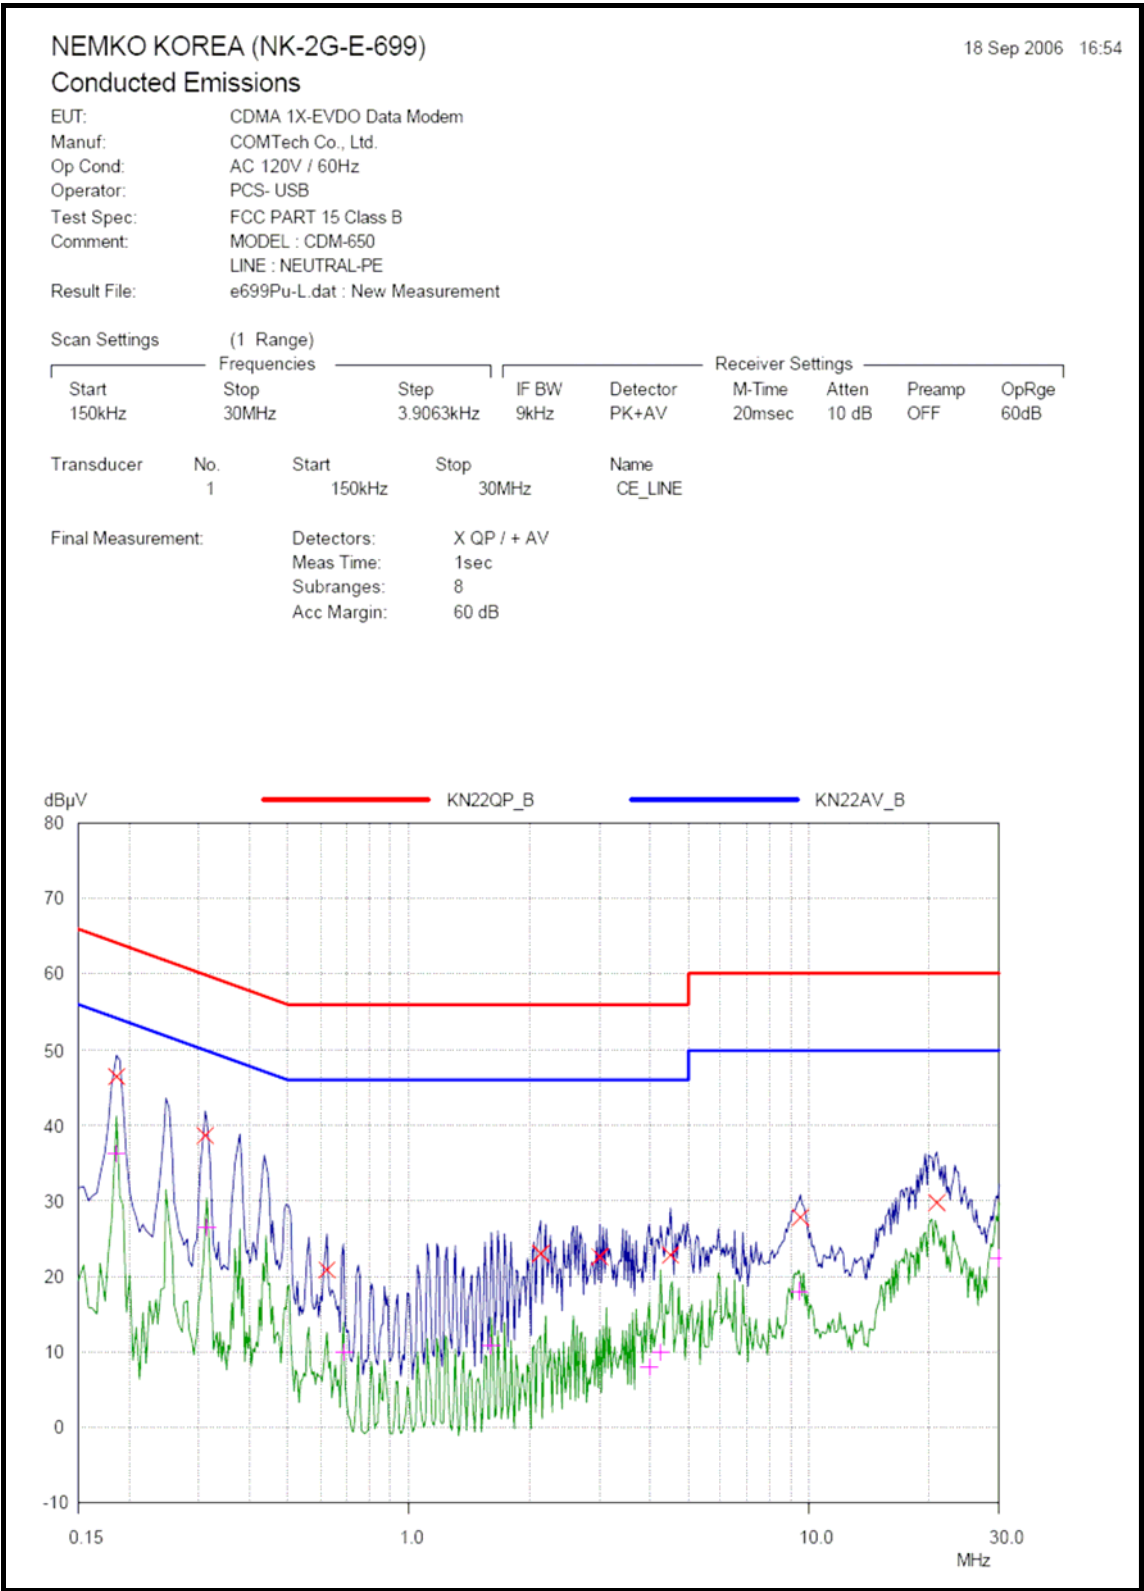 NEMKO KOREA (NK-2G-E-699)
18 Sep 2006 16:54
Conducted Emissions
EUT: CDMA 1X-EVDO Data Modem
Manuf: COMTech Co., Ltd.
Op Cond: AC 120V / 60Hz
Operator: PCS- USB
Test Spec: FCC PART 15 Class B
Comment: MODEL : CDM-650
LINE : NEUTRAL-PE
Result File: e699Pu-L.dat : New Measurement
Scan Settings (1 Range)
Frequencies Receiver Settings
Start Stop Step IF BW Detector M-Time Atten Preamp OpRge
150kHz 30MHz 3.9063kHz 9kHz PK+AV 20msec 10 dB OFF 60dB
Transducer No. Start Stop Name
1 150kHz 30MHz CE_LINE
Final Measurement: Detectors: X QP / + AV
Meas Time: 1sec
Subranges: 8
Acc Margin: 60 dB
dBµV KN22QP_B KN22AV_B
80
70
60
50
40
30
20
10
0
-10
0.15 1.0 10.0 30.0
MHz